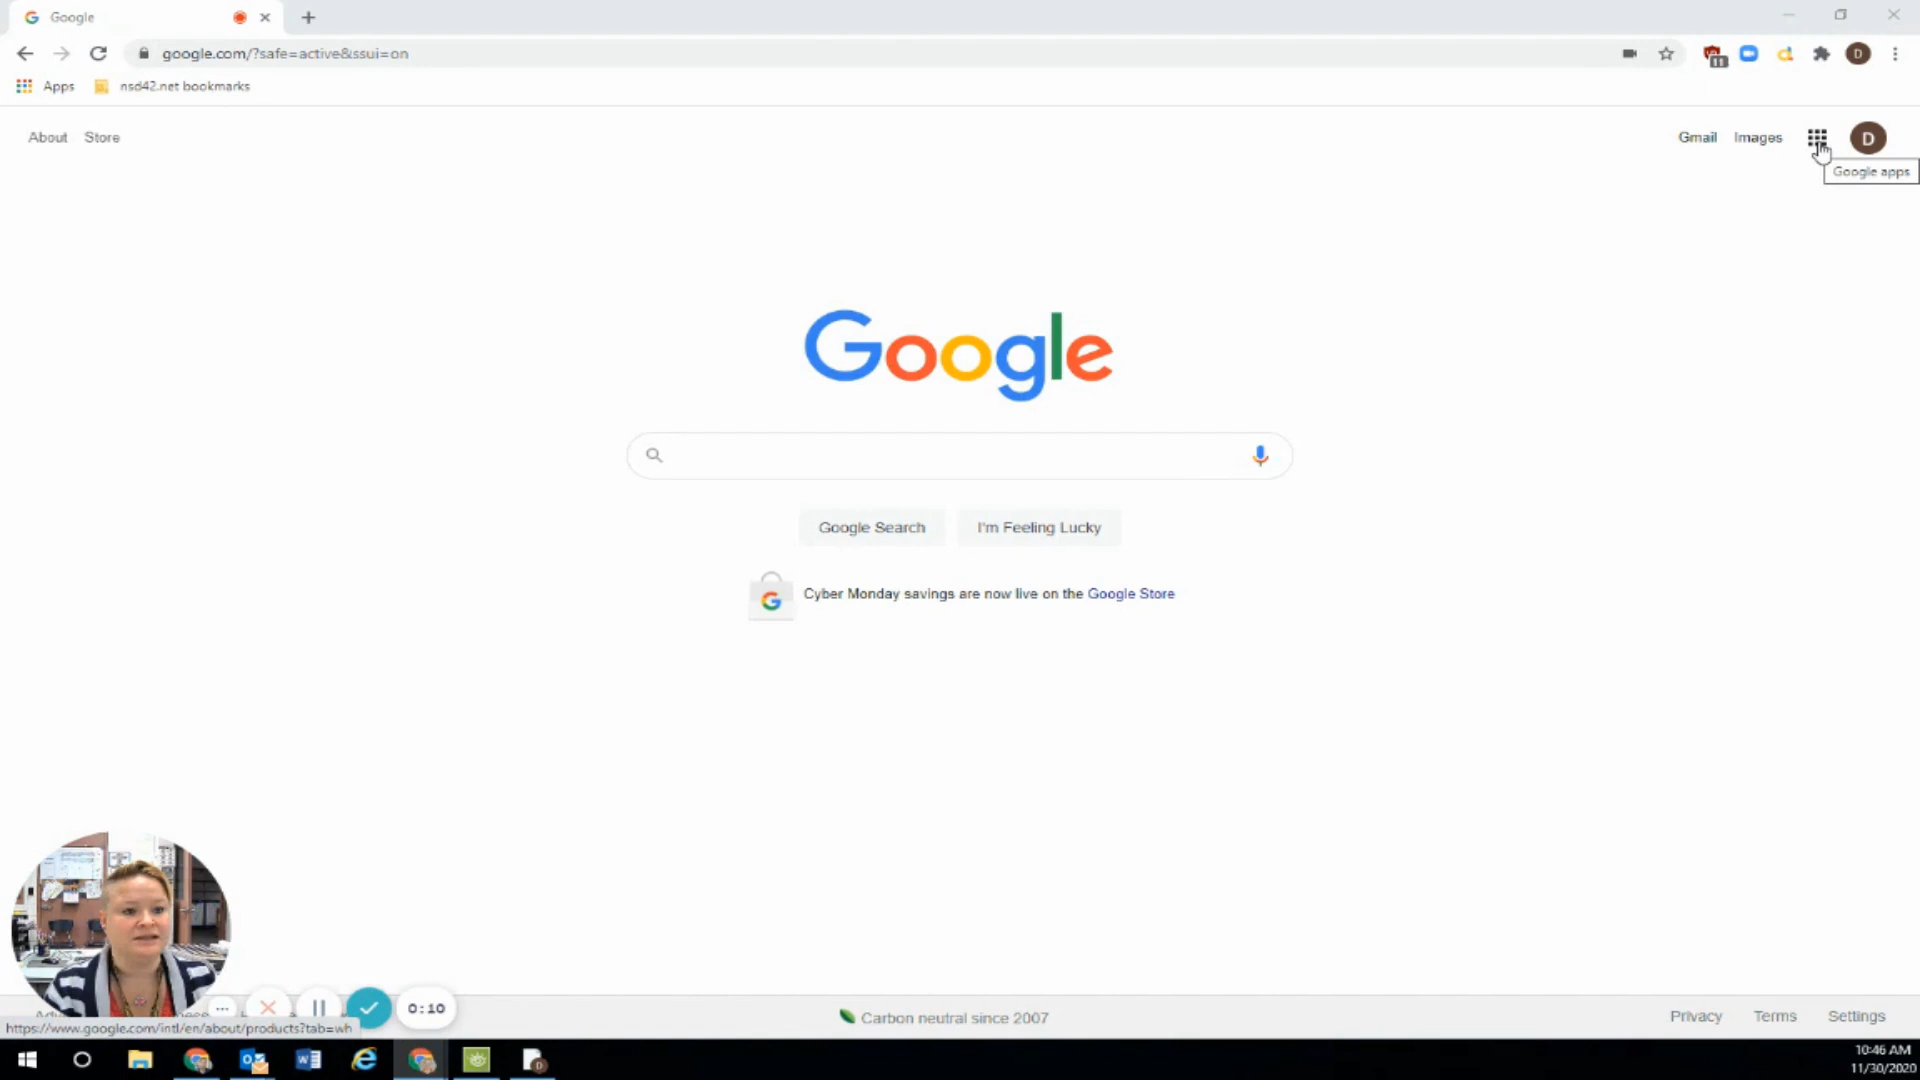 Google
google.com/?safe=active&ssui=on
11
D
Apps
nsd42.net bookmarks
About
Store
Gmail
Images
D
Google apps
Google
Google Search
I'm Feeling Lucky
G
Cyber Monday savings are now live on the Google Store
0:10
https://www.google.com/intl/en/about/products?tab=wh
Carbon neutral since 2007
Privacy
Terms
Settings
10:46 AM
11/30/2020